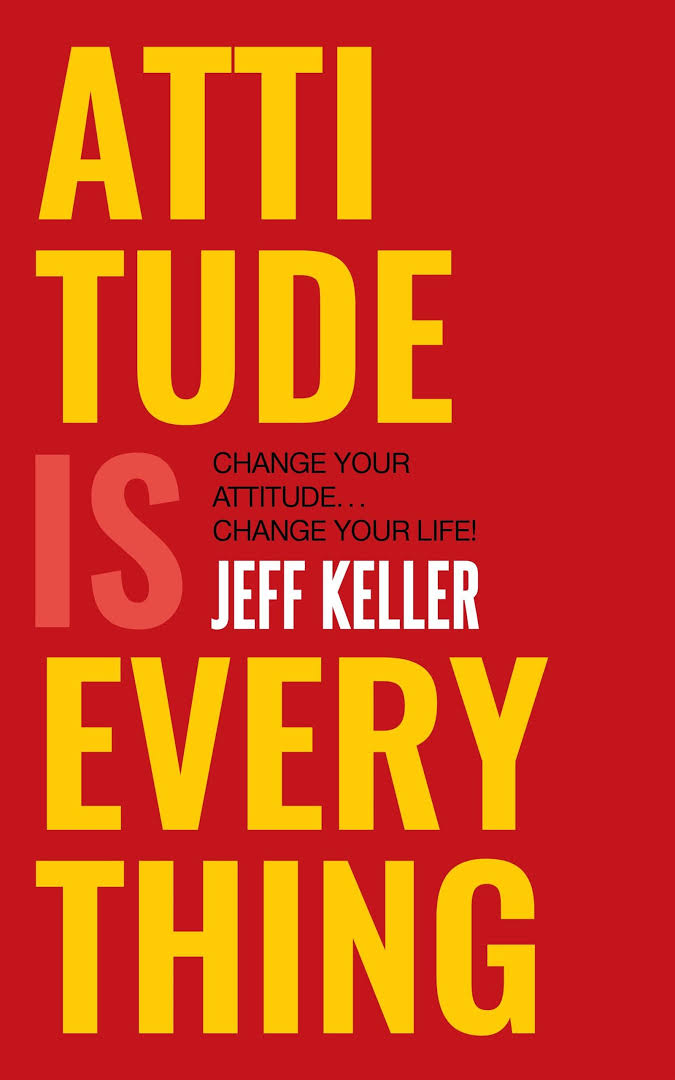 ATTI
TUDE
IS
CHANGE YOUR
ATTITUDE...
CHANGE YOUR LIFE!
JEFF KELLER
EVERY
THING